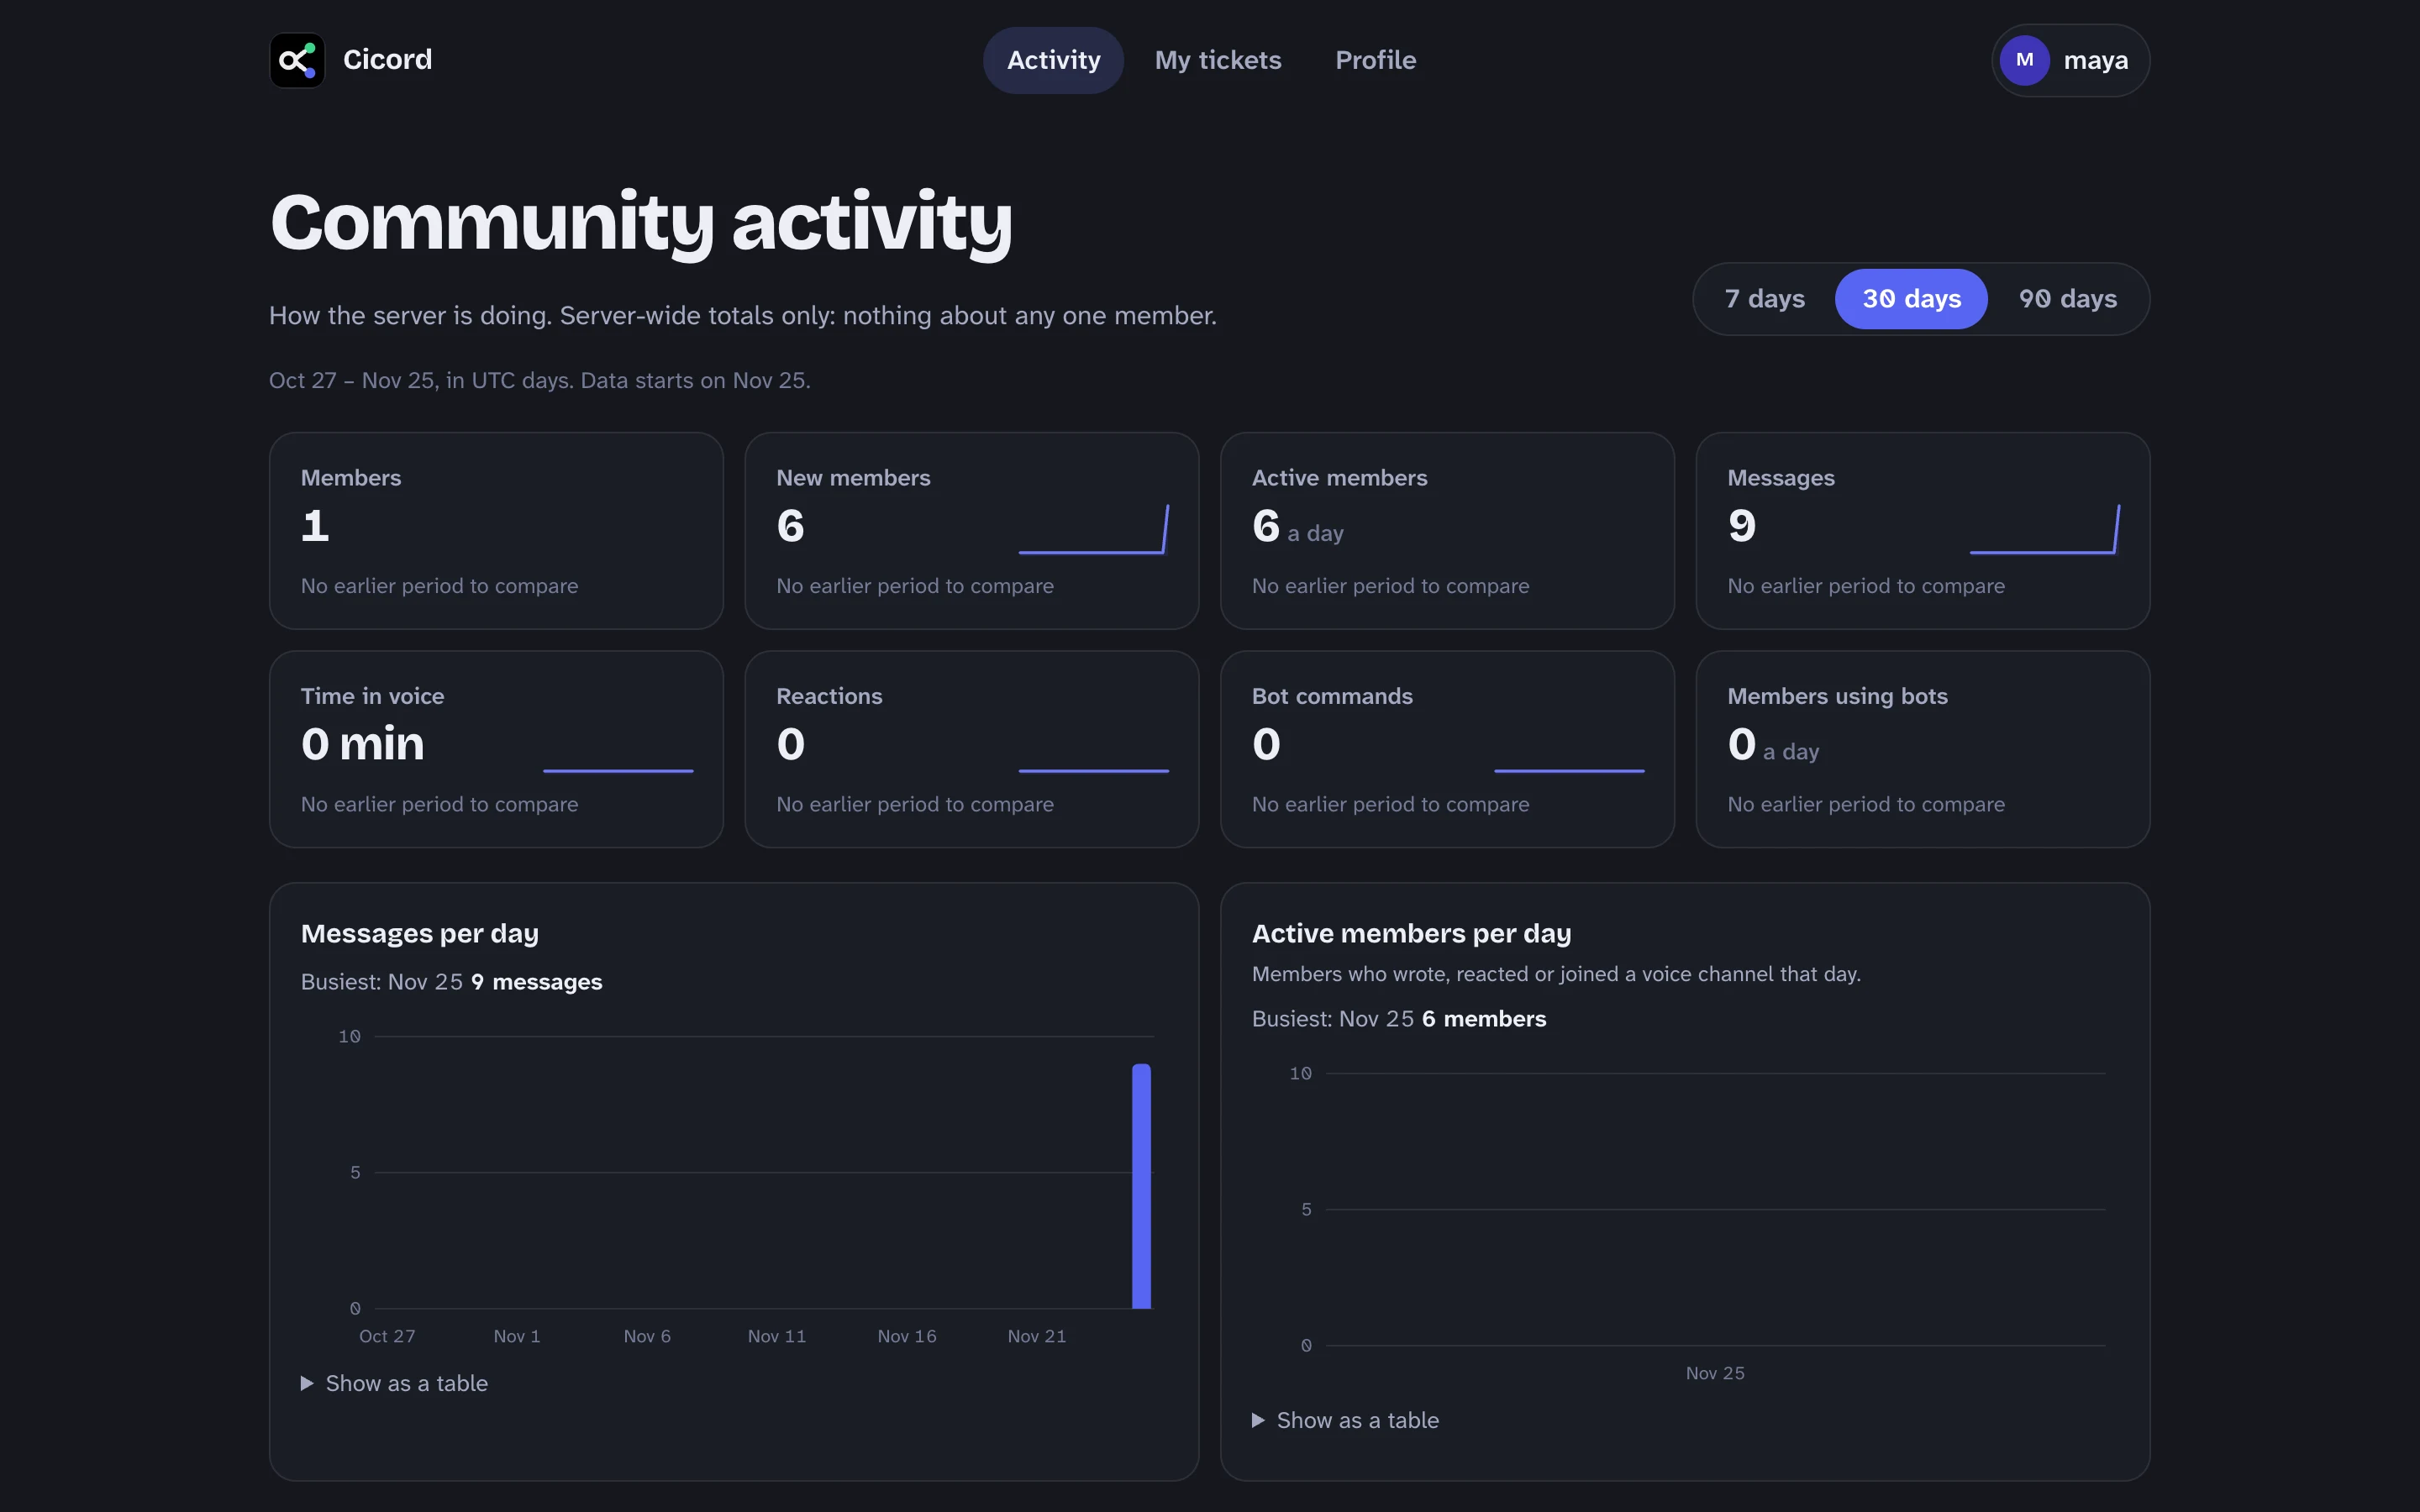 Cicord
Activity
My tickets
Profile
M
maya
Community activity
How the server is doing. Server-wide totals only: nothing about any one member.
7 days
30 days
90 days
Oct 27 – Nov 25, in UTC days. Data starts on Nov 25.
Members
1
No earlier period to compare
New members
6
No earlier period to compare
Active members
6 a day
No earlier period to compare
Messages
9
No earlier period to compare
Time in voice
0 min
No earlier period to compare
Reactions
0
No earlier period to compare
Bot commands
0
No earlier period to compare
Members using bots
0 a day
No earlier period to compare
Messages per day
Busiest: Nov 25 9 messages
10
5
0
Oct 27
Nov 1
Nov 6
Nov 11
Nov 16
Nov 21
Show as a table
Active members per day
Members who wrote, reacted or joined a voice channel that day.
Busiest: Nov 25 6 members
10
5
0
Nov 25
Show as a table